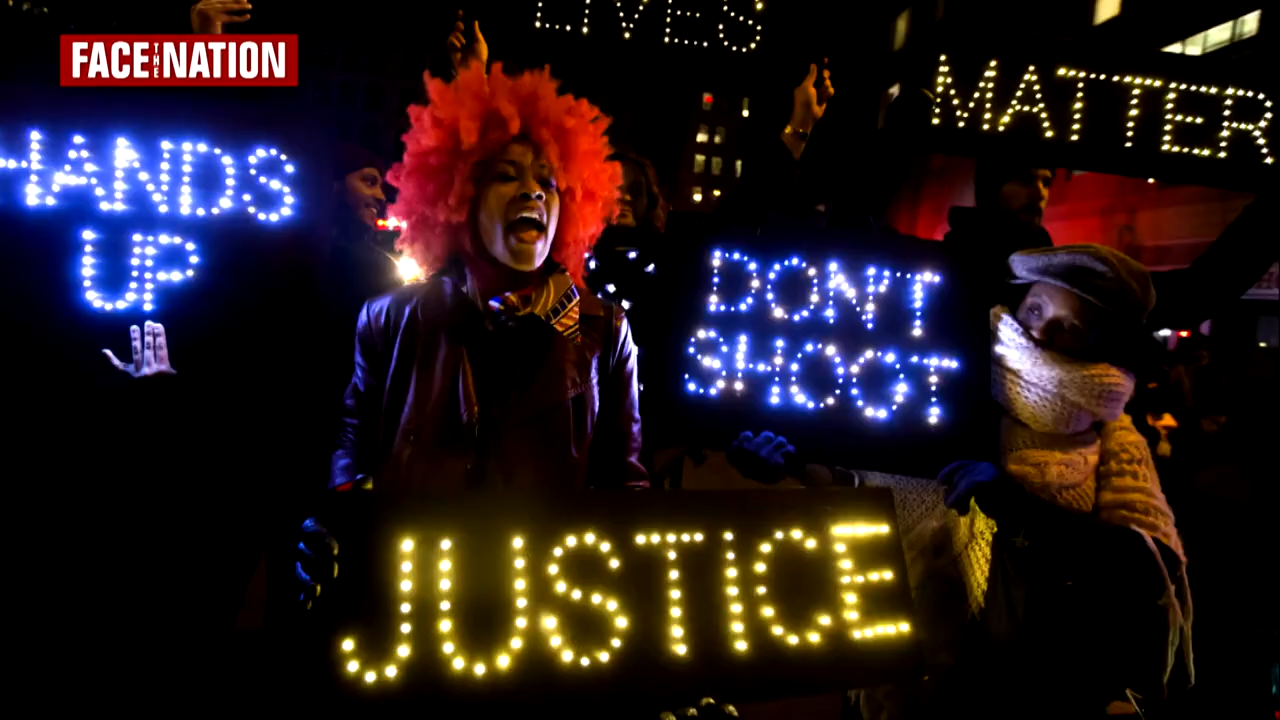 FACE THE NATION
LIVES
MATTER
HANDS
UP
DON'T
SHOOT
JUSTICE